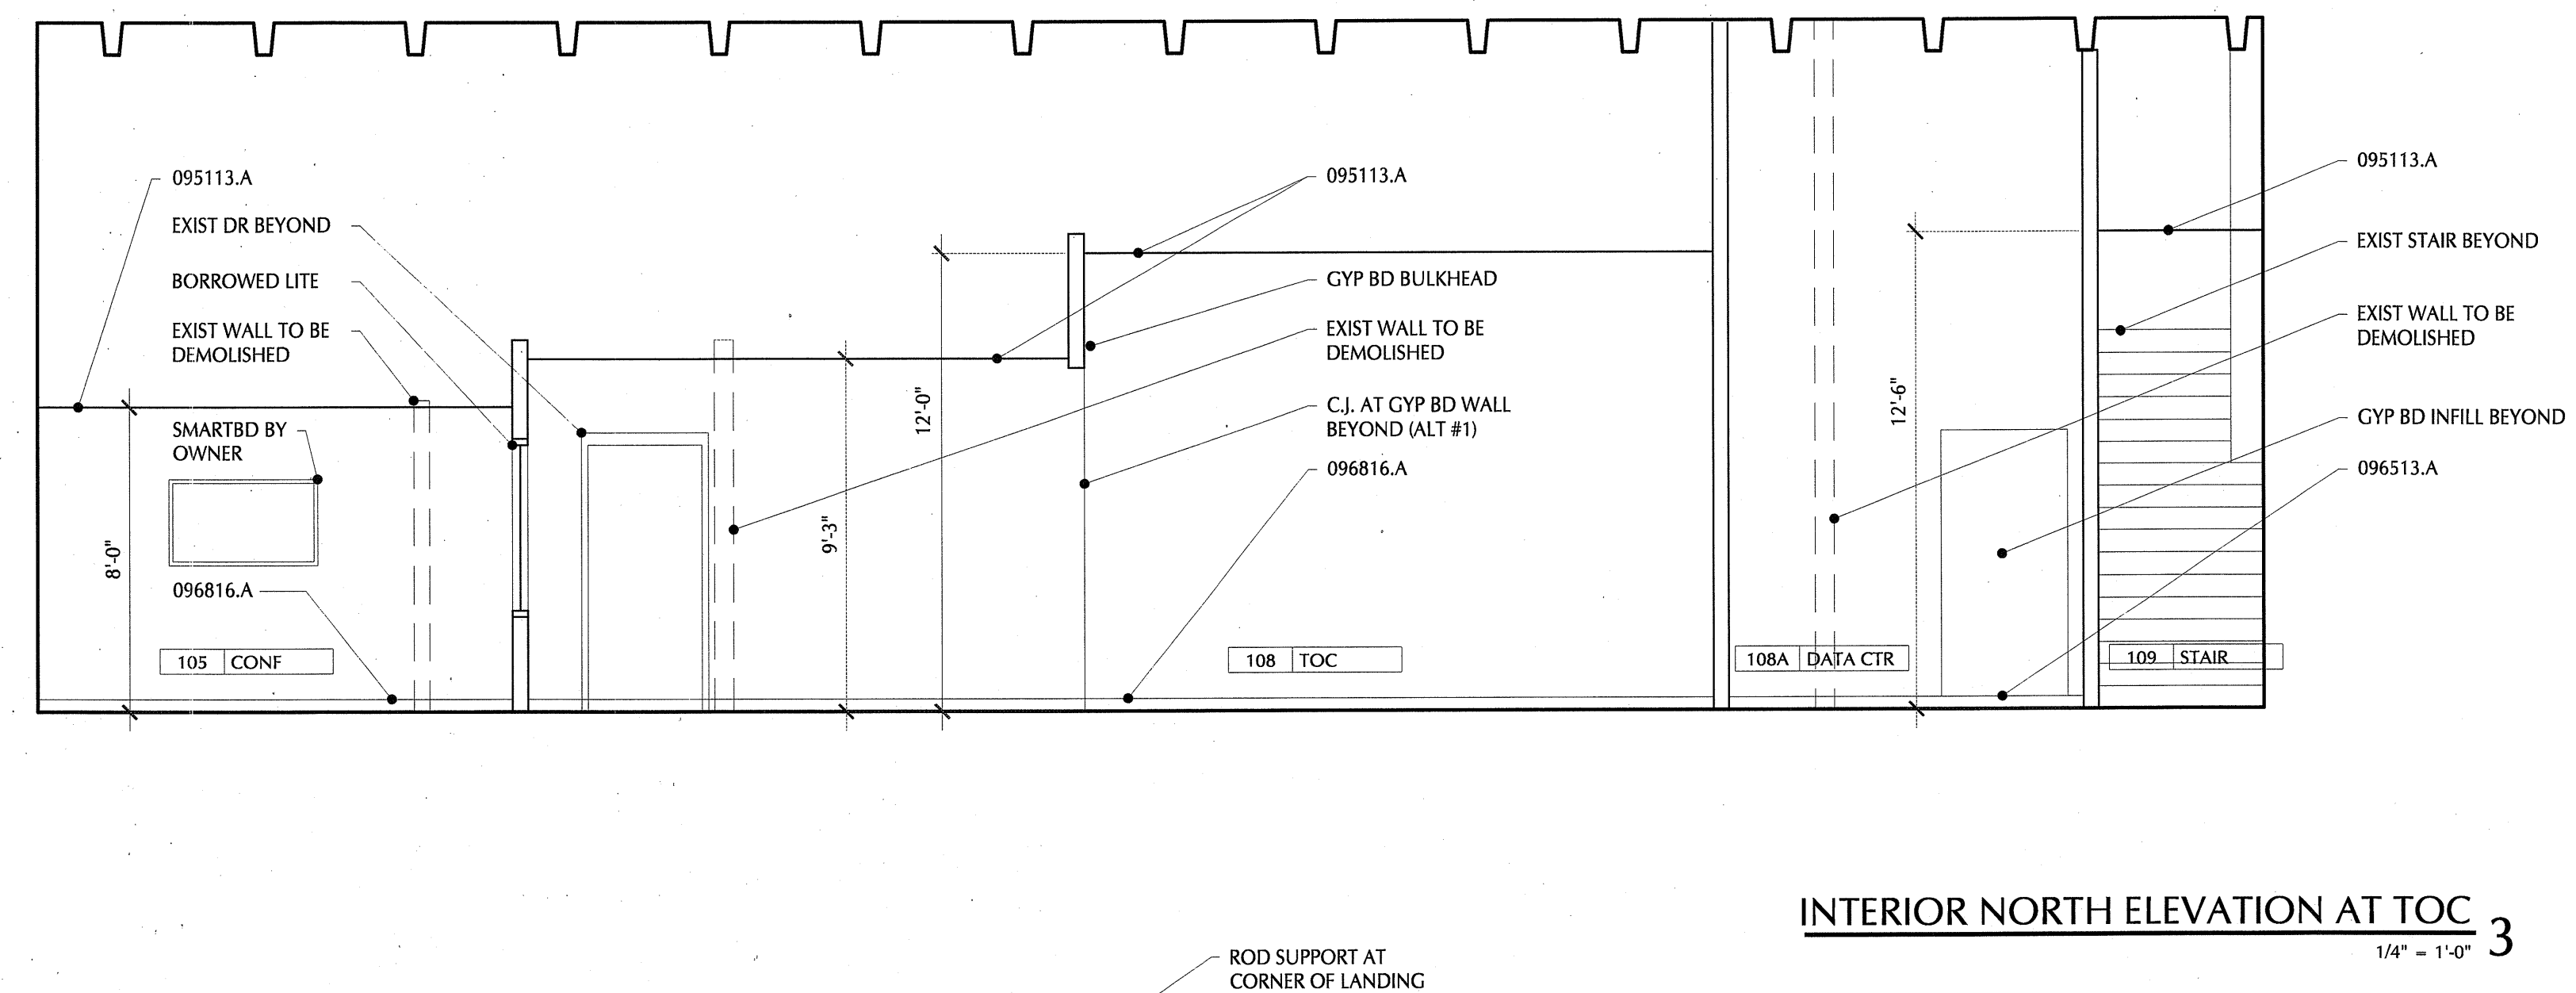 095113.A
EXIST DR BEYOND
BORROWED LITE
EXIST WALL TO BE
DEMOLISHED
SMARTBD BY
OWNER
8'-0"
096816.A
105 CONF
9'-3"
12'-0"
095113.A
GYP BD BULKHEAD
EXIST WALL TO BE
DEMOLISHED
C.J. AT GYP BD WALL
BEYOND (ALT #1)
096816.A
108 TOC
108A DATA CTR
12'-6"
109 STAIR
095113.A
EXIST STAIR BEYOND
EXIST WALL TO BE
DEMOLISHED
GYP BD INFILL BEYOND
096513.A
INTERIOR NORTH ELEVATION AT TOC 3
1/4" = 1'-0"
ROD SUPPORT AT
CORNER OF LANDING